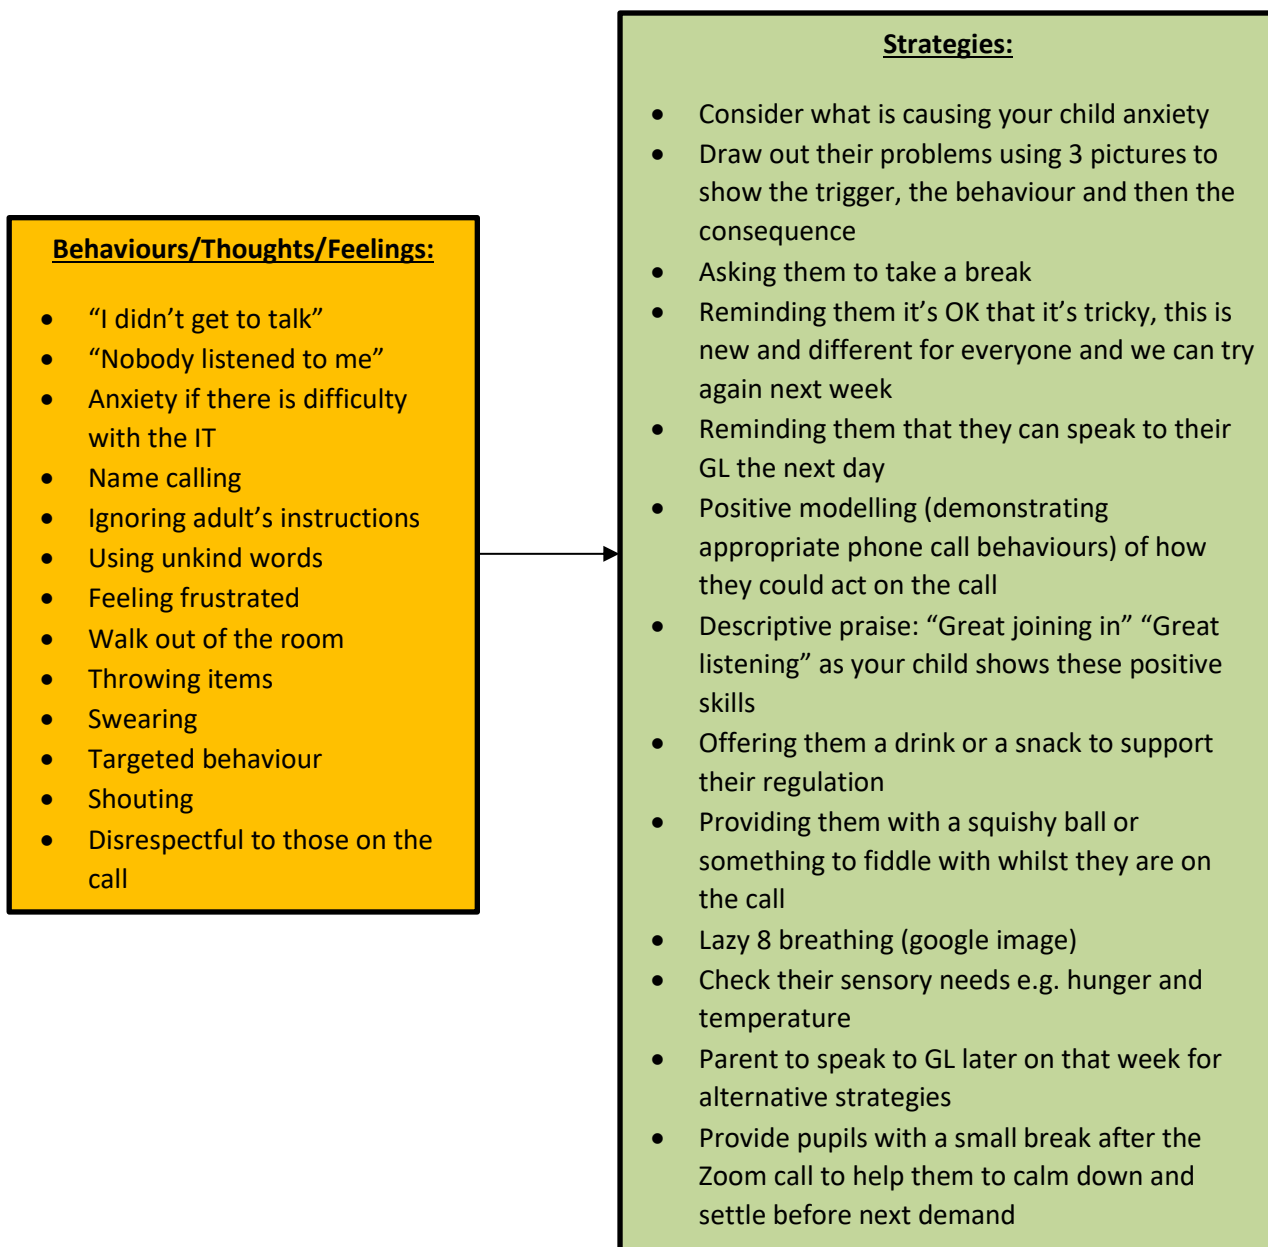 Behaviours/Thoughts/Feelings:
• “I didn’t get to talk”
• “Nobody listened to me”
• Anxiety if there is difficulty
with the IT
• Name calling
• Ignoring adult’s instructions
• Using unkind words
• Feeling frustrated
• Walk out of the room
• Throwing items
• Swearing
• Targeted behaviour
• Shouting
• Disrespectful to those on the
call
Strategies:
• Consider what is causing your child anxiety
• Draw out their problems using 3 pictures to
show the trigger, the behaviour and then the
consequence
• Asking them to take a break
• Reminding them it’s OK that it’s tricky, this is
new and different for everyone and we can try
again next week
• Reminding them that they can speak to their
GL the next day
• Positive modelling (demonstrating
appropriate phone call behaviours) of how
they could act on the call
• Descriptive praise: “Great joining in” “Great
listening” as your child shows these positive
skills
• Offering them a drink or a snack to support
their regulation
• Providing them with a squishy ball or
something to fiddle with whilst they are on
the call
• Lazy 8 breathing (google image)
• Check their sensory needs e.g. hunger and
temperature
• Parent to speak to GL later on that week for
alternative strategies
• Provide pupils with a small break after the
Zoom call to help them to calm down and
settle before next demand